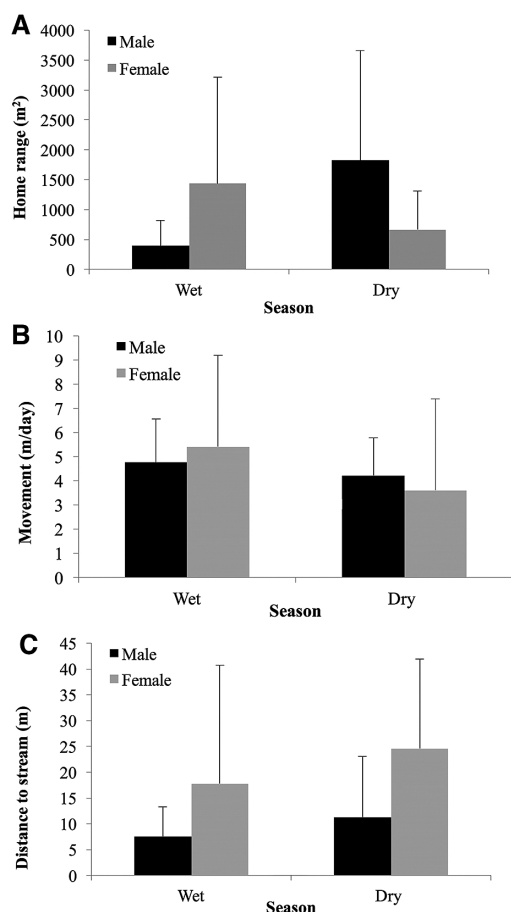 A
Home range (m²)
4000
3500
3000
2500
2000
1500
1000
500
0
Male
Female
Wet
Dry
Season
B
Movement (m/day)
10
9
8
7
6
5
4
3
2
1
0
Male
Female
Wet
Dry
Season
C
Distance to stream (m)
45
40
35
30
25
20
15
10
5
0
Male
Female
Wet
Dry
Season